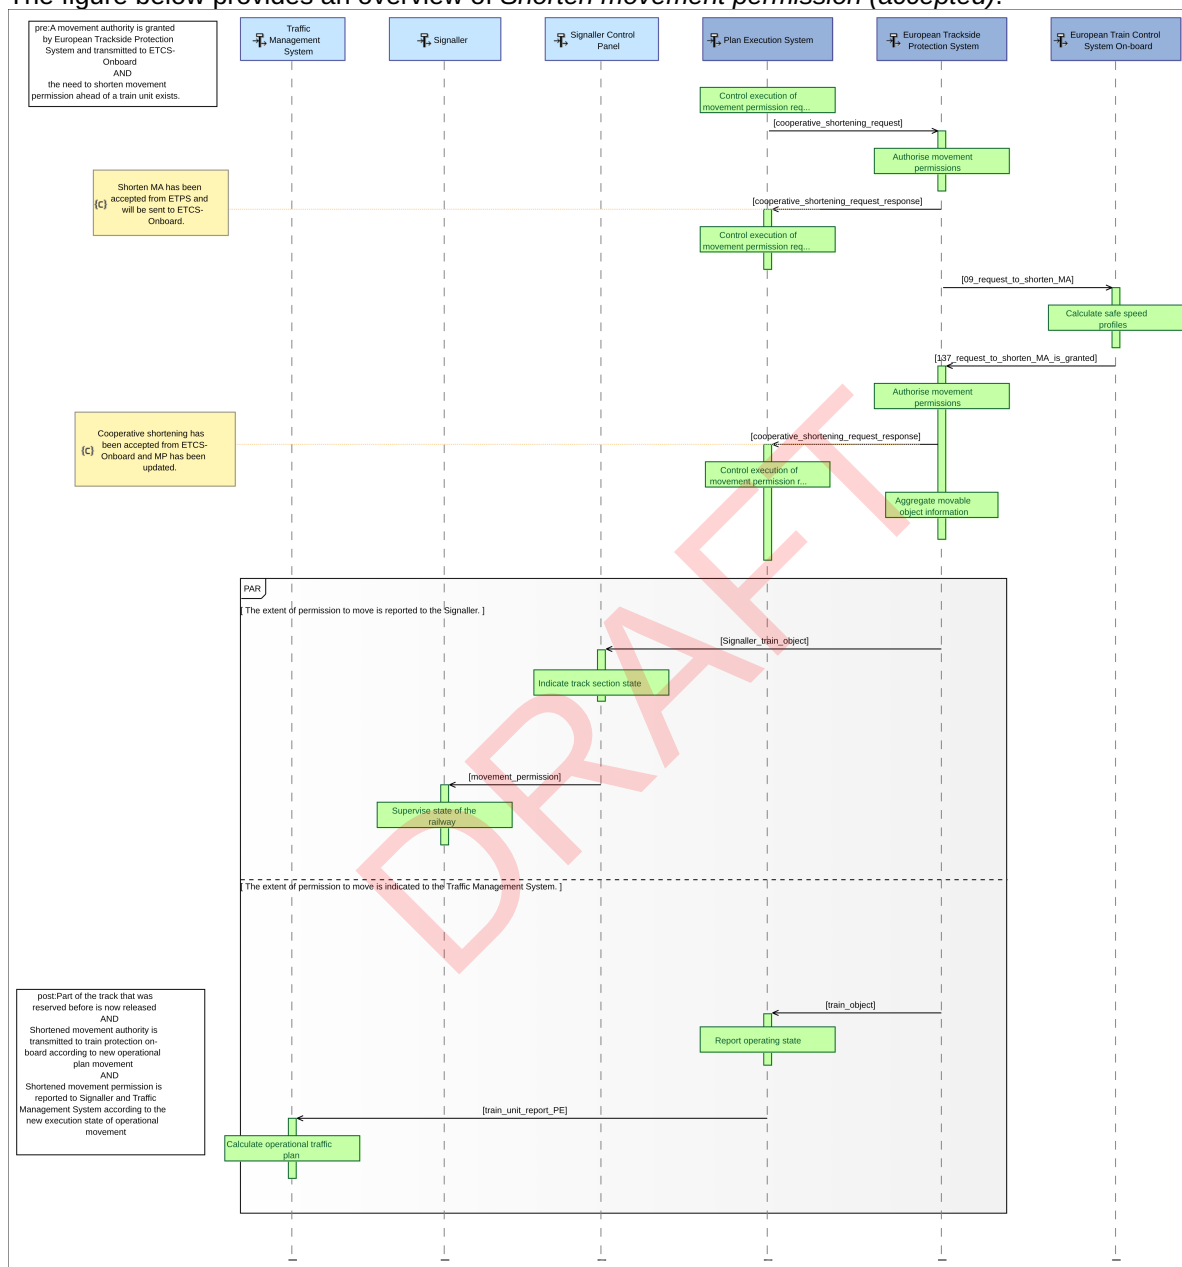 The figure below provides an overview of Shorten movement permission (accepted).
pre:A movement authority is granted
by European Trackside Protection
System and transmitted to ETCS-
Onboard
AND
the need to shorten movement
permission ahead of a train unit exists.
Traffic
Management
System
Signaller
Signaller Control
Panel
Plan Execution System
European Trackside
Protection System
European Train Control
System On-board
Control execution of
movement permission req...
[cooperative_shortening_request]
Authorise movement
permissions
Shorten MA has been
accepted from ETPS and
will be sent to ETCS-
Onboard.
{c}
[cooperative_shortening_request_response]
Control execution of
movement permission req...
[09_request_to_shorten_MA]
Calculate safe speed
profiles
[137_request_to_shorten_MA_is_granted]
Authorise movement
permissions
Cooperative shortening has
been accepted from ETCS-
Onboard and MP has been
updated.
{c}
[cooperative_shortening_request_response]
Control execution of
movement permission r...
Aggregate movable
object information
PAR
[ The extent of permission to move is reported to the Signaller. ]
[Signaller_train_object]
Indicate track section state
[movement_permission]
Supervise state of the
railway
[ The extent of permission to move is indicated to the Traffic Management System. ]
post:Part of the track that was
reserved before is now released
AND
Shortened movement authority is
transmitted to train protection on-
board according to new operational
plan movement
AND
Shortened movement permission is
reported to Signaller and Traffic
Management System according to the
new execution state of operational
movement
[train_object]
Report operating state
[train_unit_report_PE]
Calculate operational traffic
plan
DRAFT